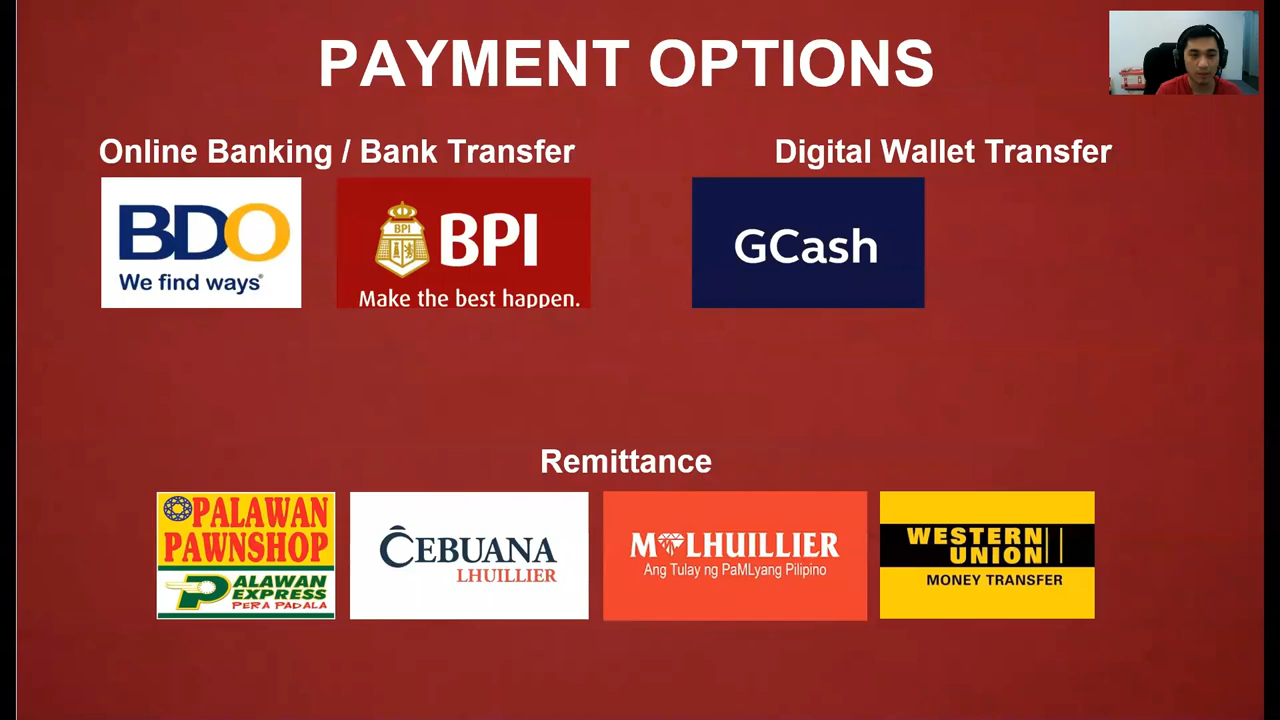 PAYMENT OPTIONS
Online Banking / Bank Transfer
BDO
We find ways®
BPI
BPI
Make the best happen.
Digital Wallet Transfer
GCash
Remittance
PALAWAN
PAWNSHOP
PALAWAN
EXPRESS
PERA PADALA
CEBUANA
LHUILLIER
M LHUILLIER
Ang Tulay ng PaMLyang Pilipino
WESTERN
UNION
MONEY TRANSFER